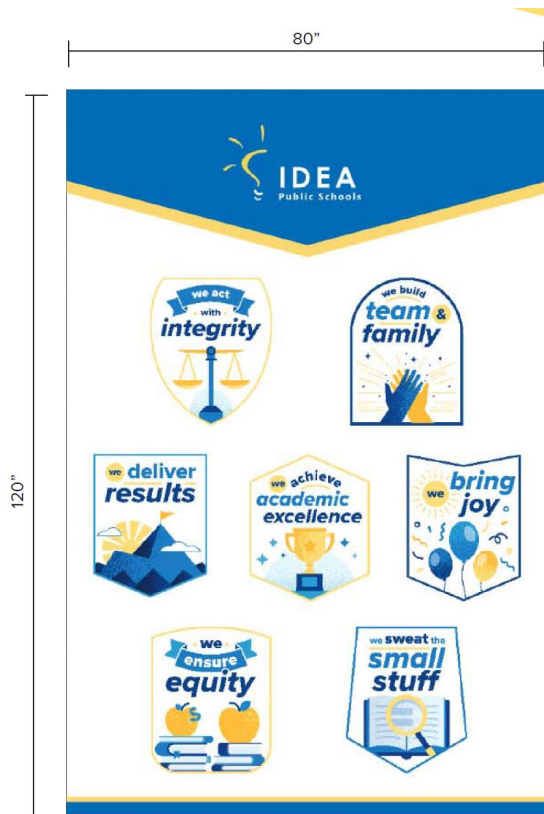 80"
120"
IDEA
Public Schools
we act
with
integrity
we build
team &
family
we deliver
results
we achieve
academic
excellence
we bring
joy
we
ensure
equity
$
we sweat the
small
stuff